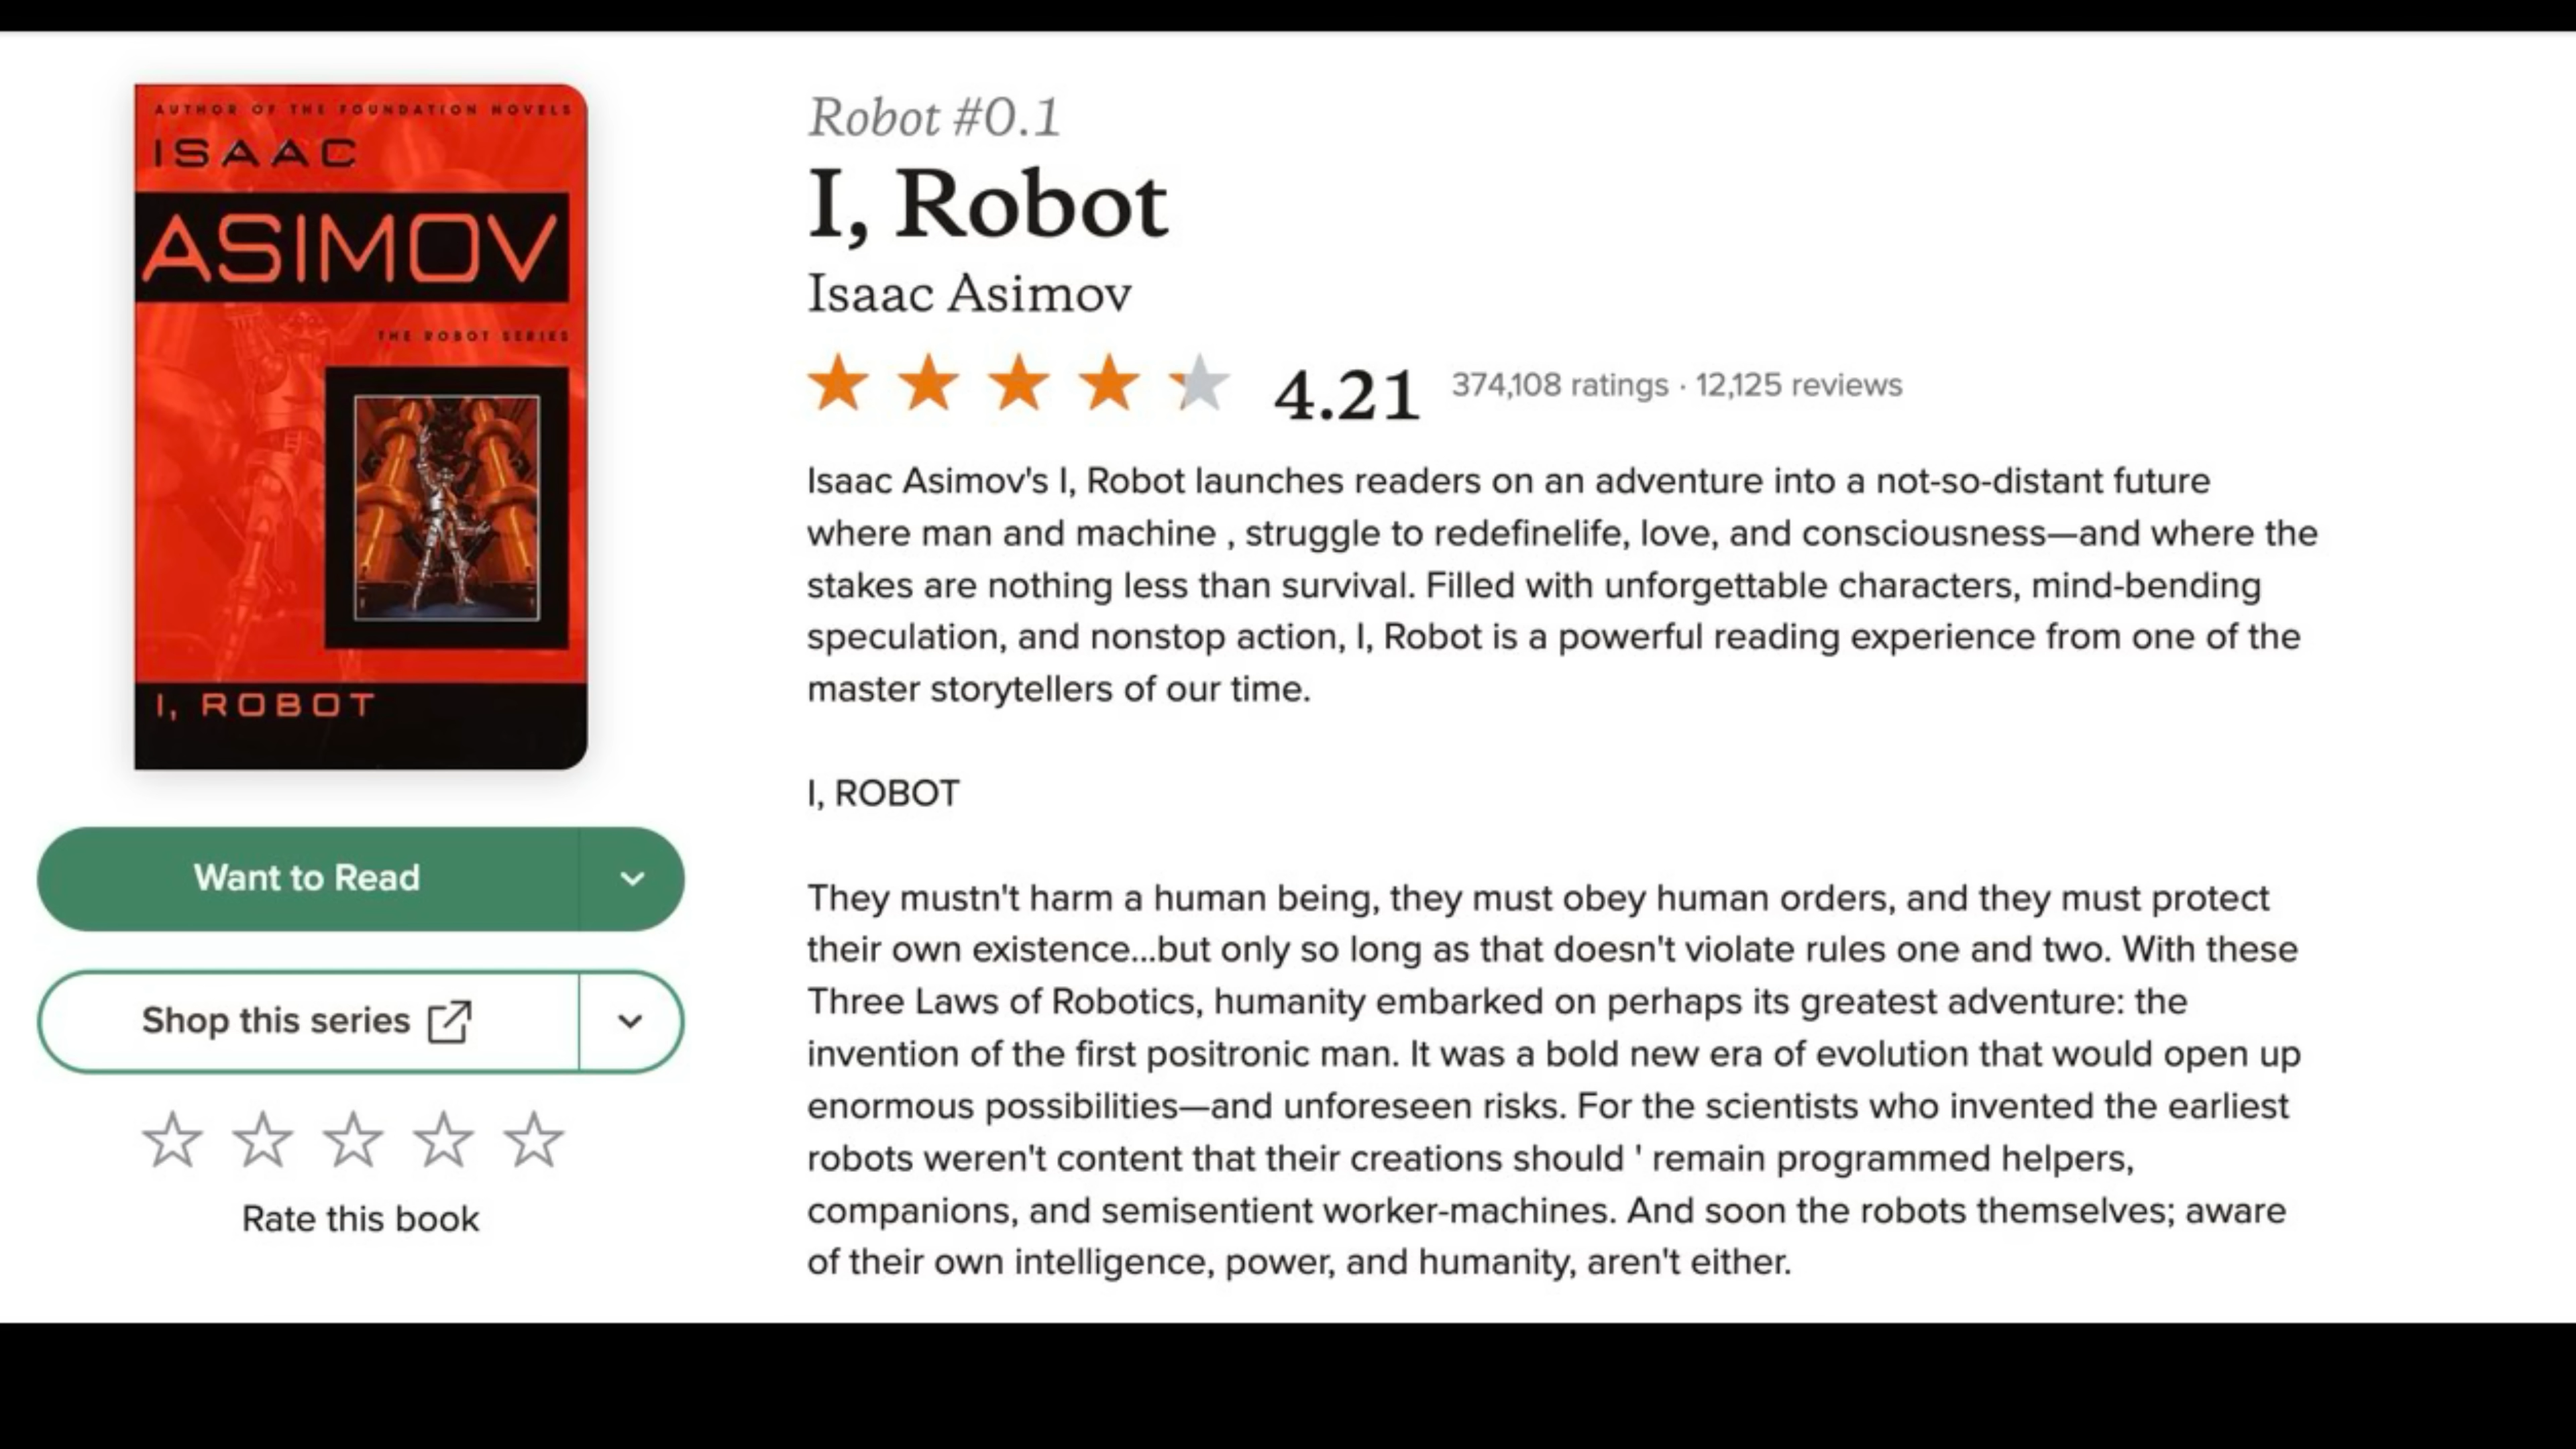 AUTHOR OF THE FOUNDATION NOVELS
ISAAC
ASIMOV
THE ROBOT SERIES
I, ROBOT
Want to Read
Shop this series
Rate this book
Robot #0.1
I, Robot
Isaac Asimov
4.21 374,108 ratings · 12,125 reviews
Isaac Asimov's I, Robot launches readers on an adventure into a not-so-distant future
where man and machine , struggle to redefinelife, love, and consciousness—and where the
stakes are nothing less than survival. Filled with unforgettable characters, mind-bending
speculation, and nonstop action, I, Robot is a powerful reading experience from one of the
master storytellers of our time.
I, ROBOT
They mustn't harm a human being, they must obey human orders, and they must protect
their own existence...but only so long as that doesn't violate rules one and two. With these
Three Laws of Robotics, humanity embarked on perhaps its greatest adventure: the
invention of the first positronic man. It was a bold new era of evolution that would open up
enormous possibilities—and unforeseen risks. For the scientists who invented the earliest
robots weren't content that their creations should ' remain programmed helpers,
companions, and semisentient worker-machines. And soon the robots themselves; aware
of their own intelligence, power, and humanity, aren't either.